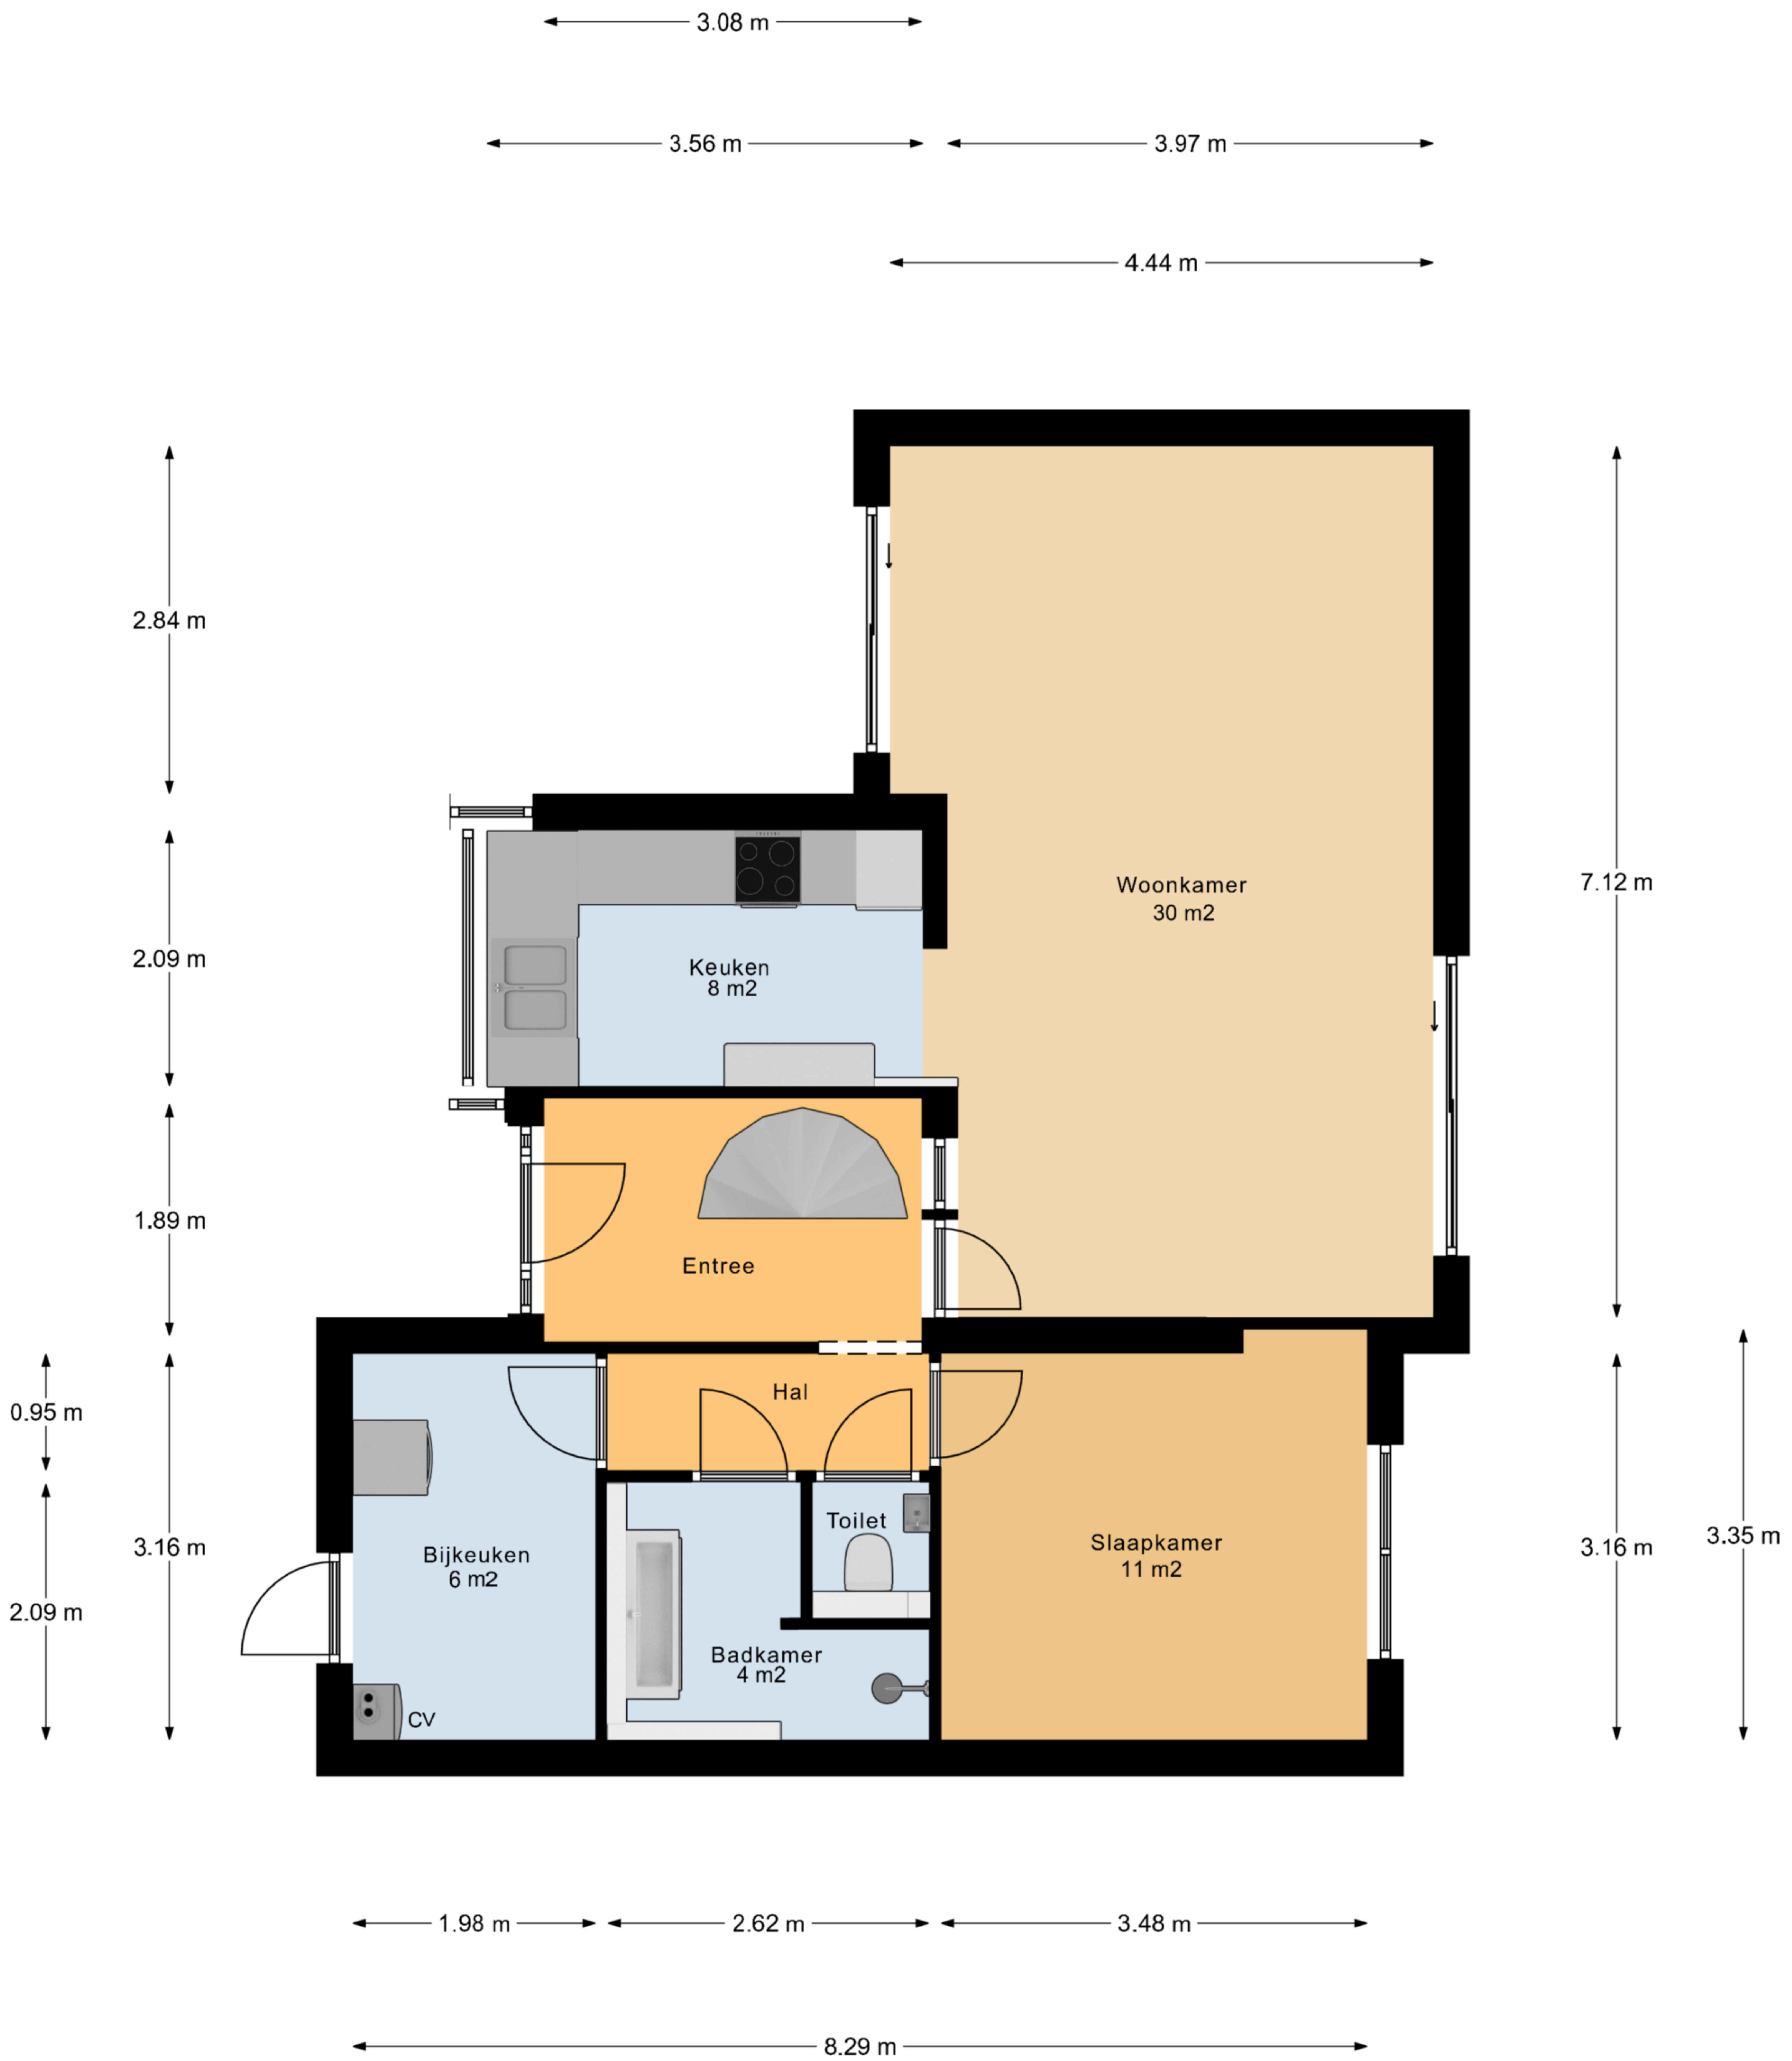 3.08 m
3.56 m
3.97 m
4.44 m
2.84 m
Woonkamer
30 m2
7.12 m
2.09 m
Keuken
8 m2
1.89 m
Entree
0.95 m
Hal
3.16 m
2.09 m
Bijkeuken
6 m2
Toilet
Slaapkamer
11 m2
3.16 m
3.35 m
Badkamer
4 m2
CV
1.98 m
2.62 m
3.48 m
8.29 m